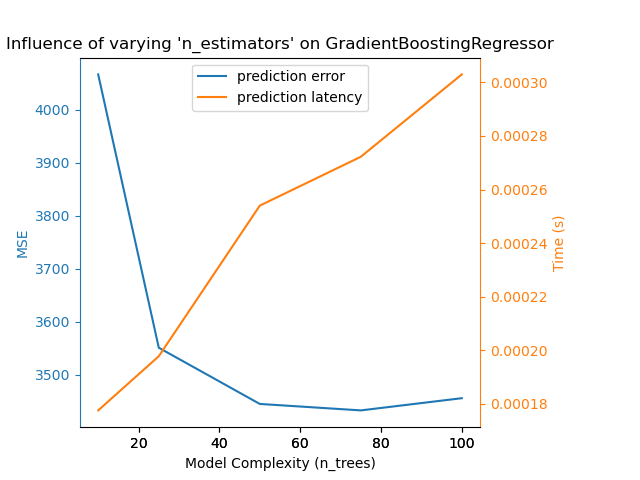 Influence of varying 'n_estimators' on GradientBoostingRegressor
prediction error
prediction latency
MSE
4000
3900
3800
3700
3600
3500
0.00030
0.00028
0.00026
0.00024
0.00022
0.00020
0.00018
Time (s)
20 40 60 80 100
Model Complexity (n_trees)